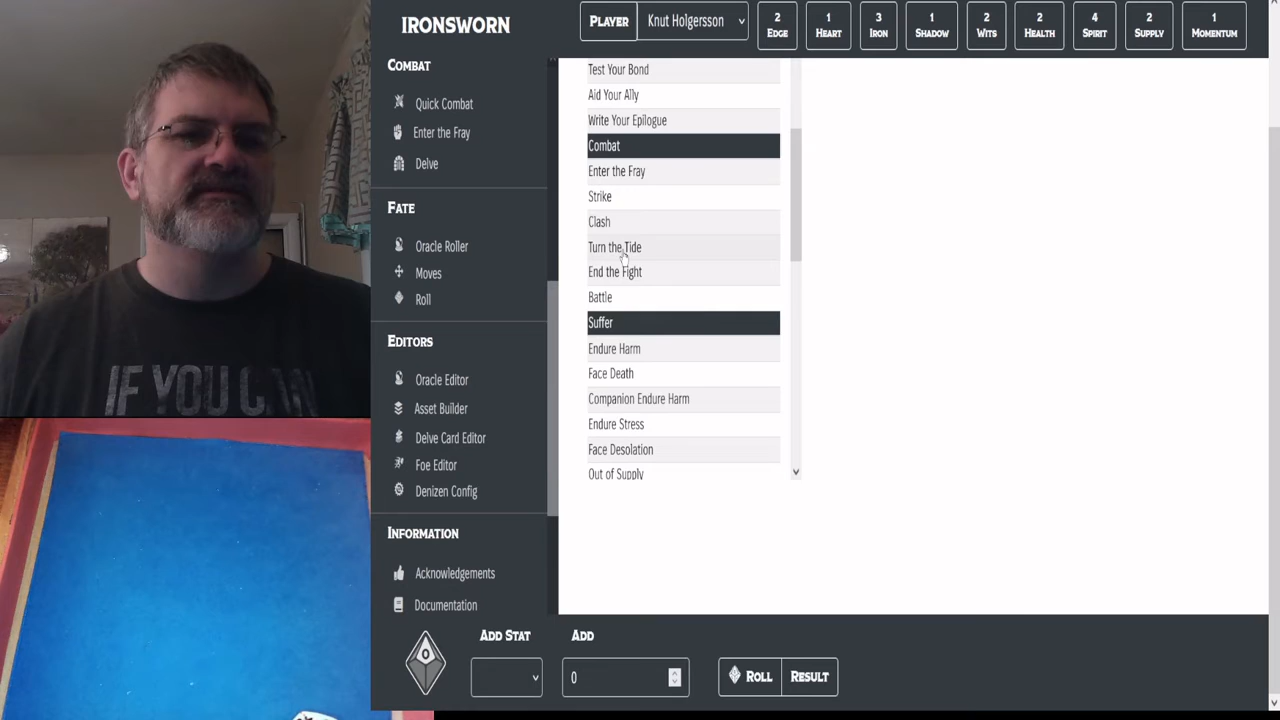 IRONSWORN
PLAYER
Knut Holgersson
2
EDGE
1
HEART
3
IRON
1
SHADOW
2
WITS
2
HEALTH
4
SPIRIT
2
SUPPLY
1
MOMENTUM
COMBAT
Quick Combat
Enter the Fray
Delve
FATE
Oracle Roller
Moves
Roll
EDITORS
Oracle Editor
Asset Builder
Delve Card Editor
Foe Editor
Denizen Config
INFORMATION
Acknowledgements
Documentation
Test Your Bond
Aid Your Ally
Write Your Epilogue
Combat
Enter the Fray
Strike
Clash
Turn the Tide
End the Fight
Battle
Suffer
Endure Harm
Face Death
Companion Endure Harm
Endure Stress
Face Desolation
Out of Supply
IF YOU C
0
ADD STAT
ADD
0
ROLL
RESULT